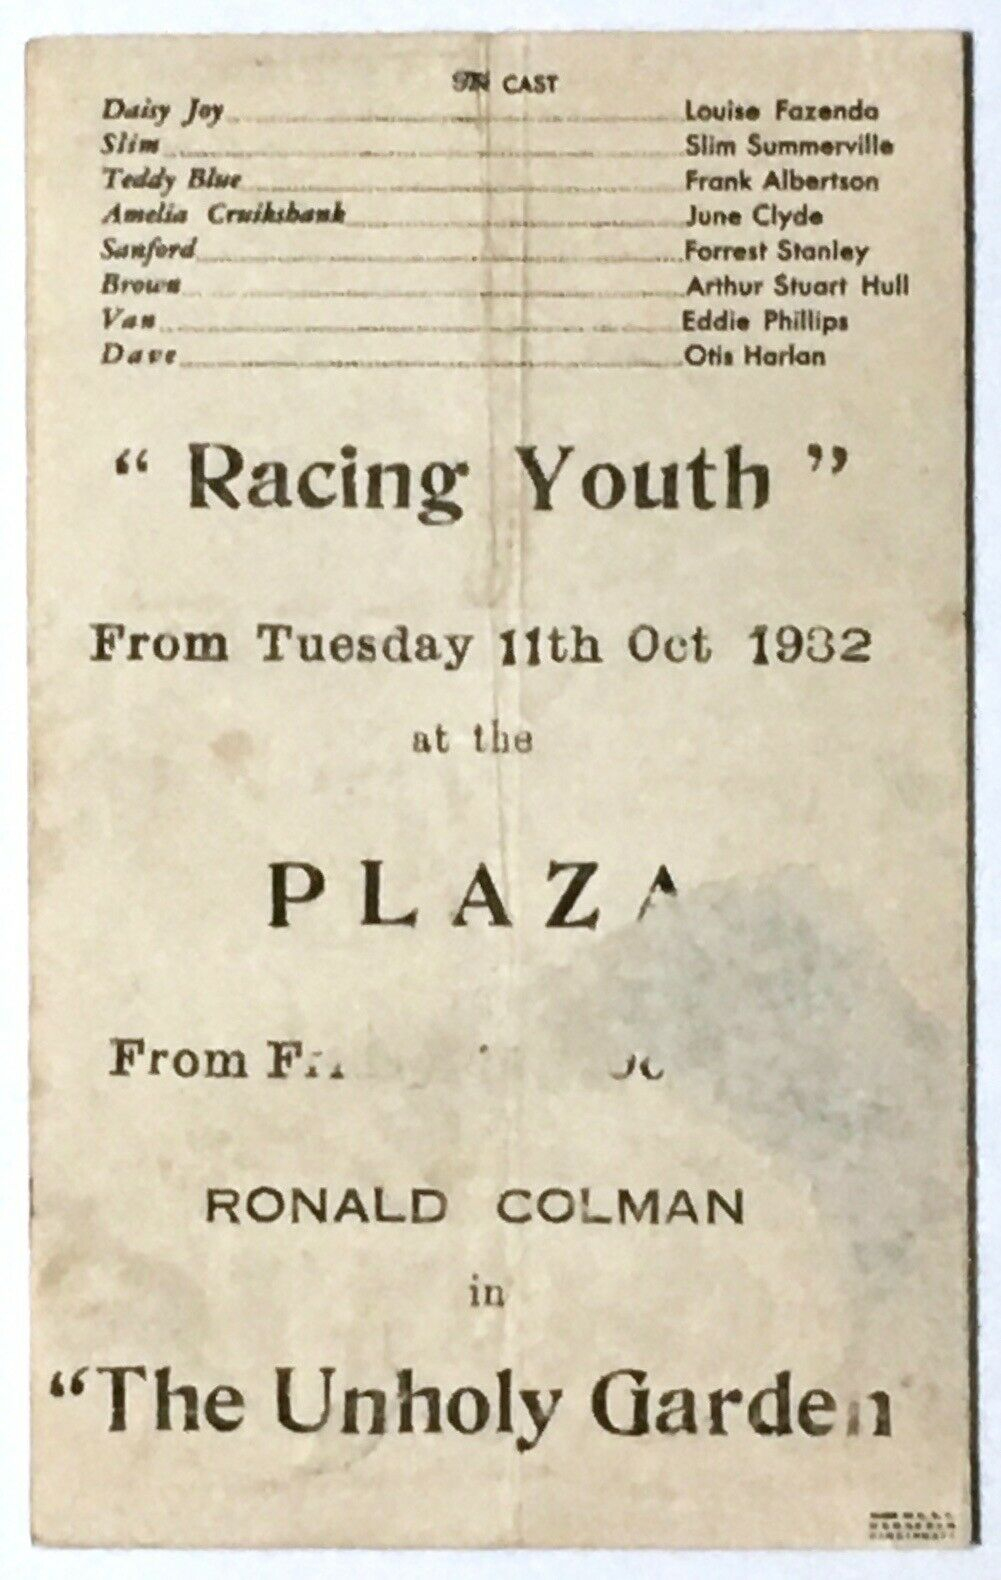 CAST
Daisy Joy Louise Fazenda
Slim Slim Summerville
Teddy Blue Frank Albertson
Amelia Cruiksbank June Clyde
Sanford Forrest Stanley
Brown Arthur Stuart Hull
Van Eddie Phillips
Dave Otis Harlan
" Racing Youth "
From Tuesday 11th Oct 1932
at the
PLAZA
From
RONALD COLMAN
in
"The Unholy Garden